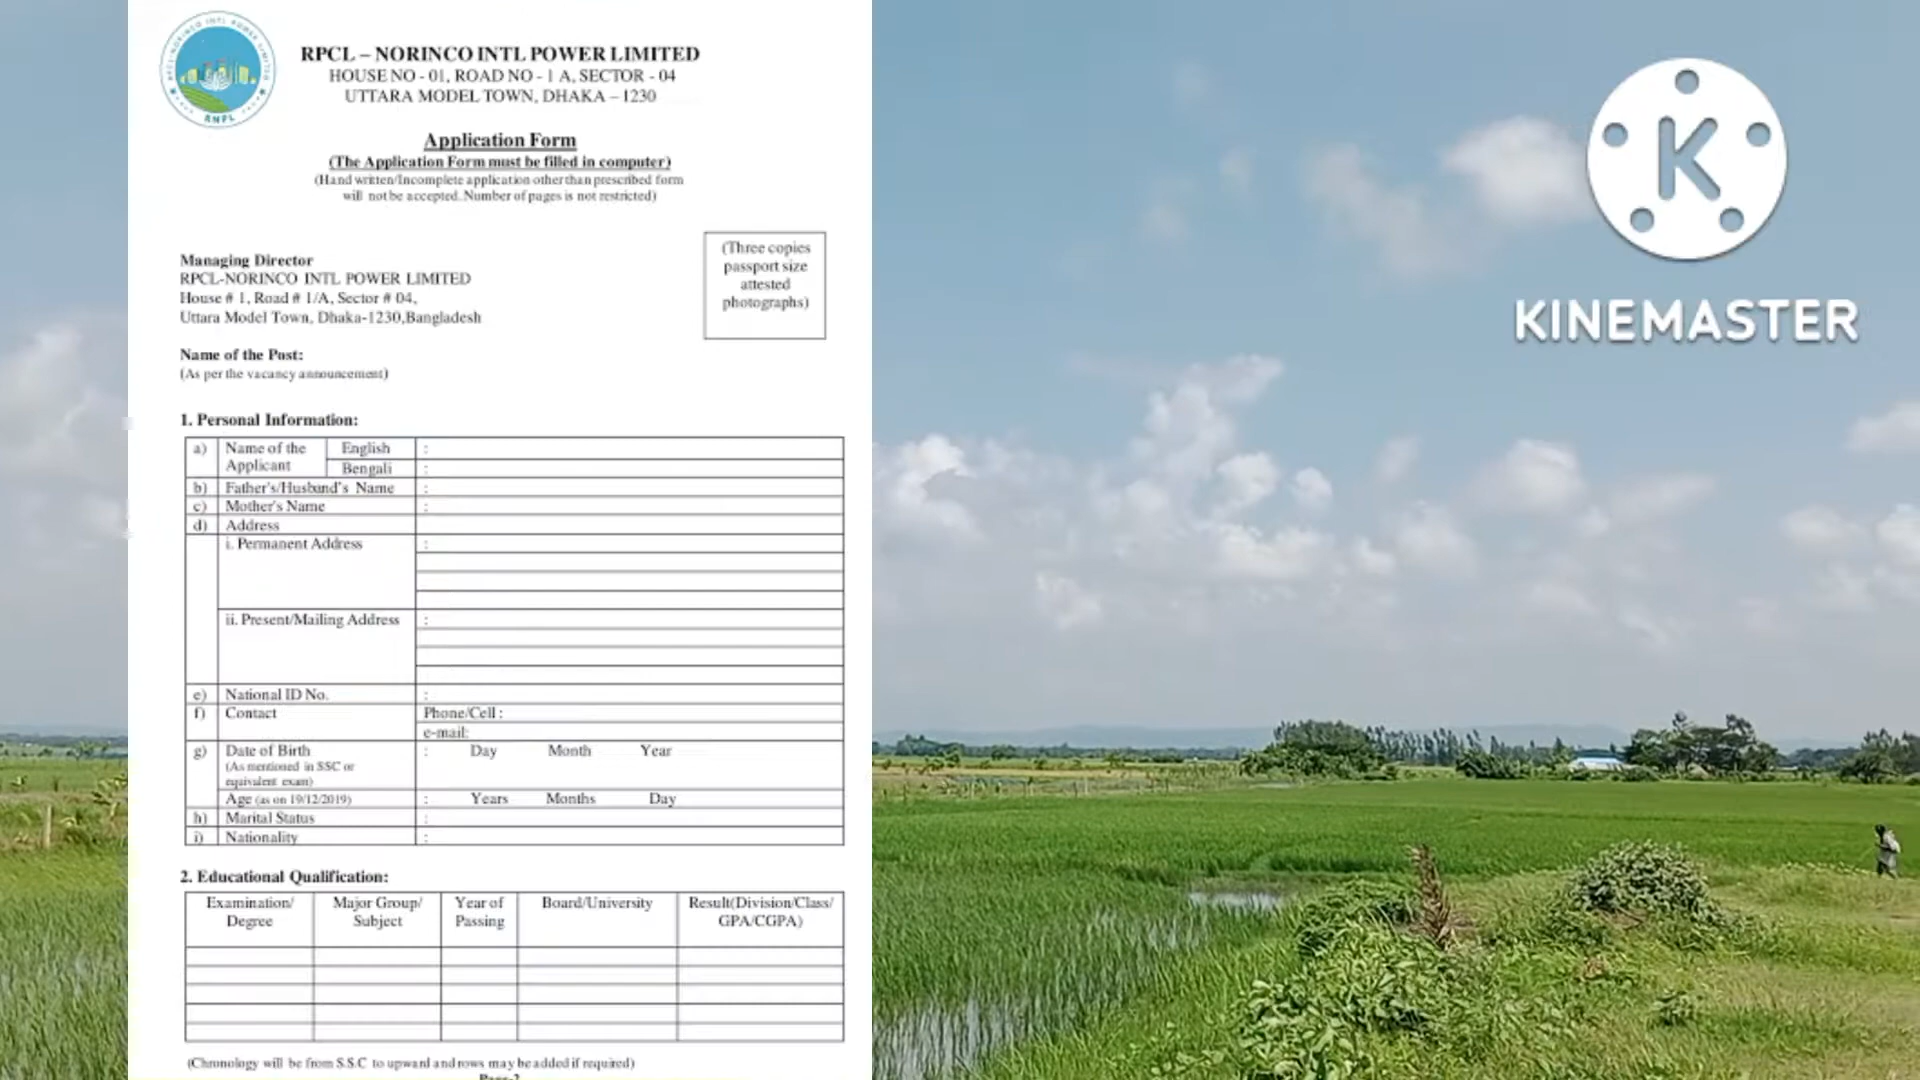 RPCL – NORINCO INTL POWER LIMITED
HOUSE NO - 01, ROAD NO - 1 A, SECTOR - 04
UTTARA MODEL TOWN, DHAKA – 1230
RNPL
Application Form
(The Application Form must be filled in computer)
(Hand written/Incomplete application other than prescribed form
will not be accepted. Number of pages is not restricted)
(Three copies
passport size
attested
photographs)
Managing Director
RPCL-NORINCO INTL POWER LIMITED
House # 1, Road # 1/A, Sector # 04,
Uttara Model Town, Dhaka-1230,Bangladesh
Name of the Post:
(As per the vacancy announcement)
1. Personal Information:
a) Name of the Applicant English :
Bengali :
b) Father's/Husband's Name :
c) Mother's Name :
d) Address
i. Permanent Address :
ii. Present/Mailing Address :
e) National ID No. :
f) Contact Phone/Cell :
e-mail:
g) Date of Birth : Day Month Year
(As mentioned in SSC or
equivalent exam)
Age (as on 19/12/2019) : Years Months Day
h) Marital Status :
i) Nationality :
2. Educational Qualification:
Examination/ Degree Major Group/ Subject Year of Passing Board/University Result(Division/Class/ GPA/CGPA)
(Chronology will be from S.S.C to upward and rows may be added if required)
Page-2
K
KINEMASTER